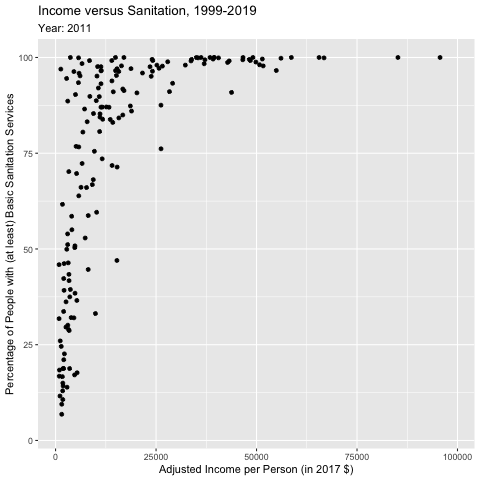 Income versus Sanitation, 1999-2019
Year: 2011
Percentage of People with (at least) Basic Sanitation Services
100
75
50
25
0
0 25000 50000 75000 100000
Adjusted Income per Person (in 2017 $)